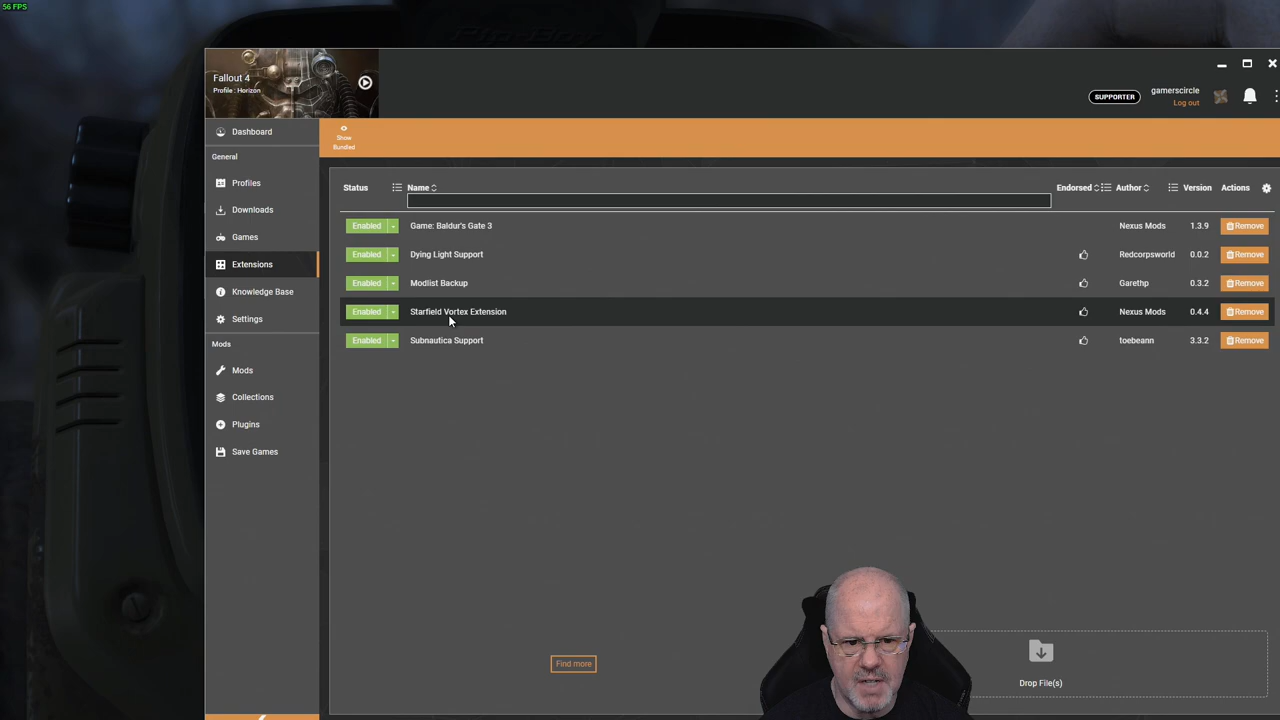 56 FPS
Pip-Boy
Fallout 4
Profile : Horizon
SUPPORTER
gamerscircle
Log out
Dashboard
General
Profiles
Downloads
Games
Extensions
Knowledge Base
Settings
Mods
Mods
Collections
Plugins
Save Games
Show
Bundled
Status Name Endorsed Author Version Actions
Enabled Game: Baldur's Gate 3 Nexus Mods 1.3.9 Remove
Enabled Dying Light Support Redcorpsworld 0.0.2 Remove
Enabled Modlist Backup Garethp 0.3.2 Remove
Enabled Starfield Vortex Extension Nexus Mods 0.4.4 Remove
Enabled Subnautica Support toebeann 3.3.2 Remove
Find more
Drop File(s)